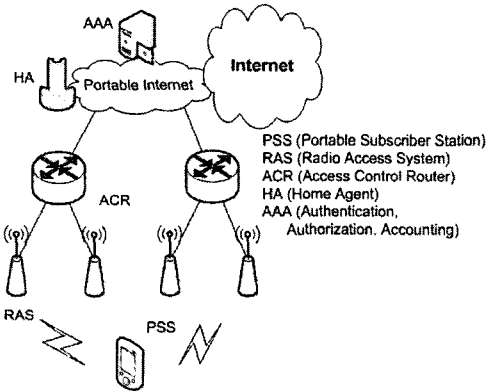 AAA
HA
Portable Internet
Internet
PSS (Portable Subscriber Station)
RAS (Radio Access System)
ACR (Access Control Router)
HA (Home Agent)
AAA (Authentication,
Authorization. Accounting)
ACR
RAS
PSS